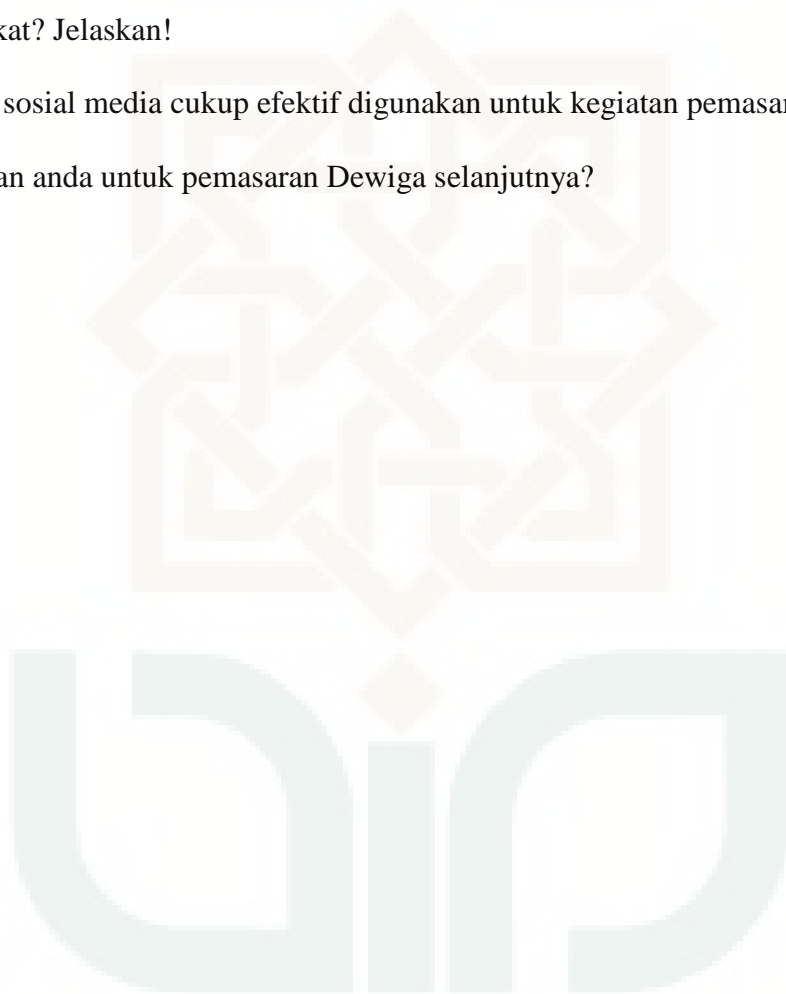 kat? Jelaskan!
sosial media cukup efektif digunakan untuk kegiatan pemasar
an anda untuk pemasaran Dewiga selanjutnya?